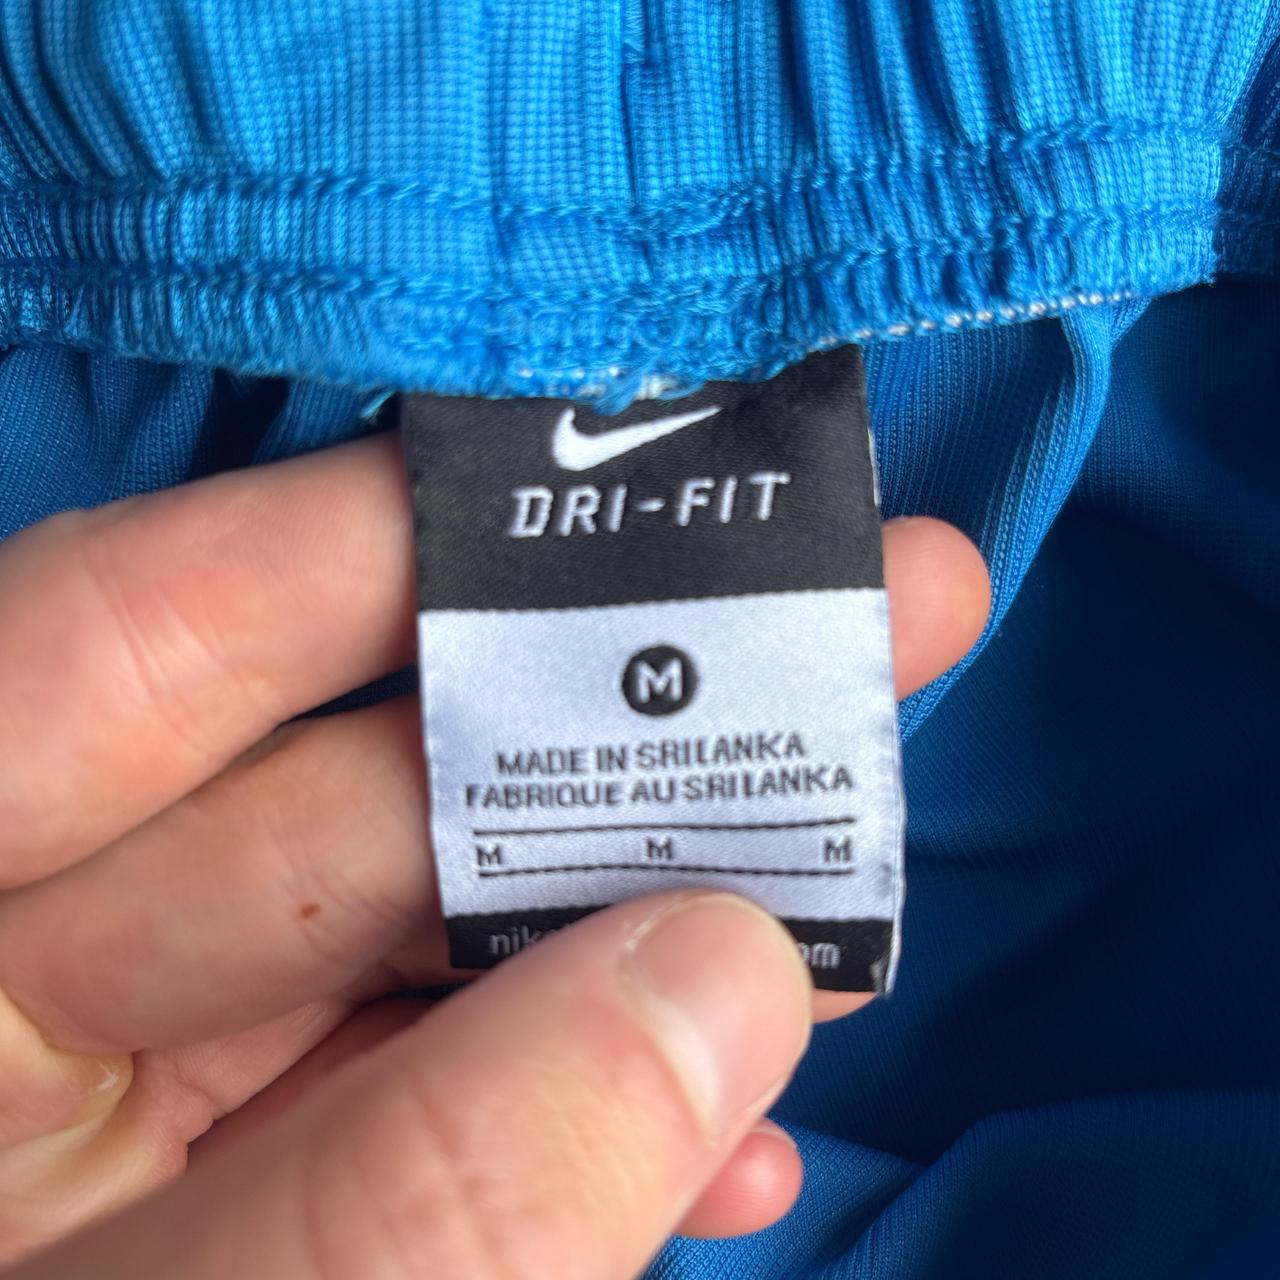 DRI-FIT
M
MADE IN SRI LANKA
FABRIQUE AU SRI LANKA
M M M